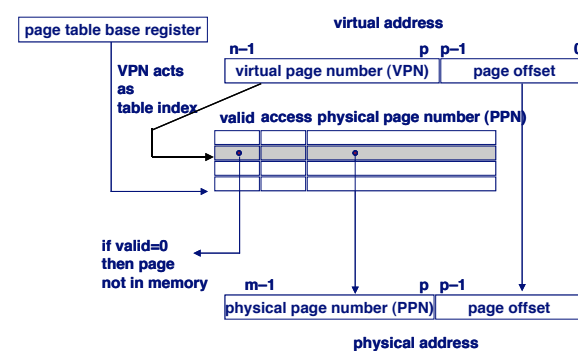 page table base register
virtual address
n–1 p p–1 0
virtual page number (VPN) page offset
VPN acts
as
table index
valid access physical page number (PPN)
if valid=0
then page
not in memory
m–1 p p–1
physical page number (PPN) page offset
physical address